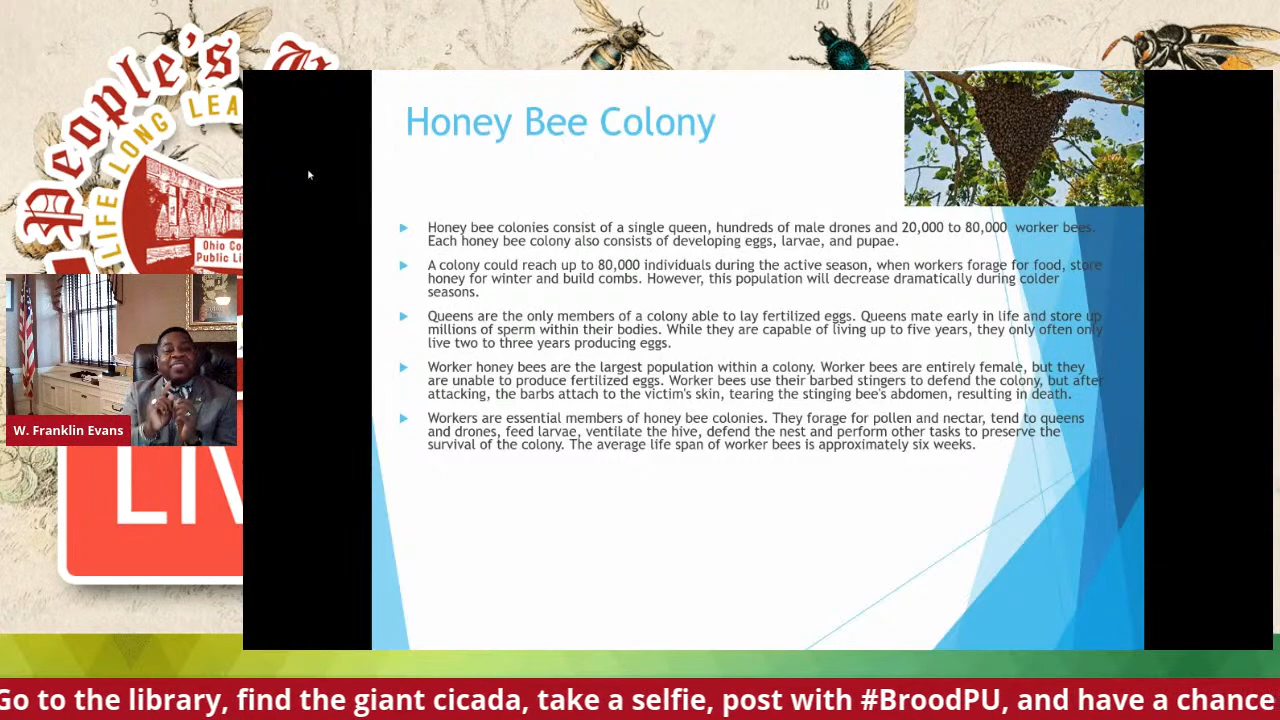 10
2
People's
LIFE LONG LEA
Ohio Co
Public Li
Honey Bee Colony
Honey bee colonies consist of a single queen, hundreds of male drones and 20,000 to 80,000 worker bees.
Each honey bee colony also consists of developing eggs, larvae, and pupae.
A colony could reach up to 80,000 individuals during the active season, when workers forage for food, store
honey for winter and build combs. However, this population will decrease dramatically during colder
seasons.
Queens are the only members of a colony able to lay fertilized eggs. Queens mate early in life and store up
millions of sperm within their bodies. While they are capable of living up to five years, they only often only
live two to three years producing eggs.
Worker honey bees are the largest population within a colony. Worker bees are entirely female, but they
are unable to produce fertilized eggs. Worker bees use their barbed stingers to defend the colony, but after
attacking, the barbs attach to the victim's skin, tearing the stinging bee's abdomen, resulting in death.
Workers are essential members of honey bee colonies. They forage for pollen and nectar, tend to queens
and drones, feed larvae, ventilate the hive, defend the nest and perform other tasks to preserve the
survival of the colony. The average life span of worker bees is approximately six weeks.
W. Franklin Evans
LIV
Go to the library, find the giant cicada, take a selfie, post with #BroodPU, and have a chance